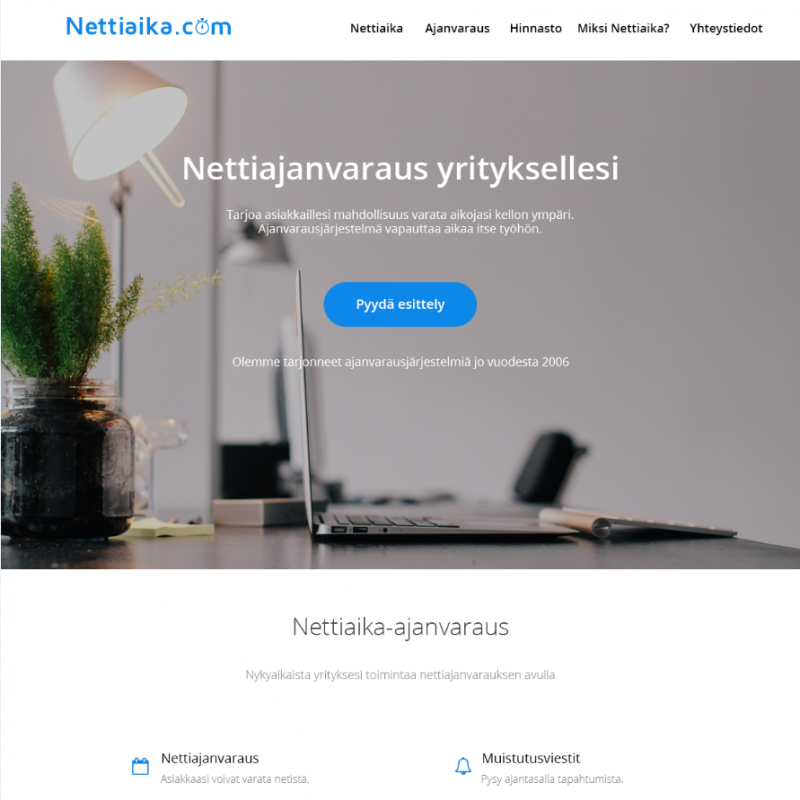 Nettiaika.com
Nettiaika Ajanvaraus Hinnasto Miksi Nettiaika? Yhteystiedot
Nettiajanvaraus yrityksellesi
Tarjoa asiakkaillesi mahdollisuus varata aikojasi kellon ympäri.
Ajanvarausjärjestelmä vapauttaa aikaa itse työhön.
Pyydä esittely
Olemme tarjonneet ajanvarausjärjestelmiä jo vuodesta 2006
Nettiaika-ajanvaraus
Nykyaikaista yrityksesi toimintaa nettiajanvarauksen avulla
Nettiajanvaraus
Asiakkaasi voivat varata netistä.
Muistutusviestit
Pysy ajantasalla tapahtumista.